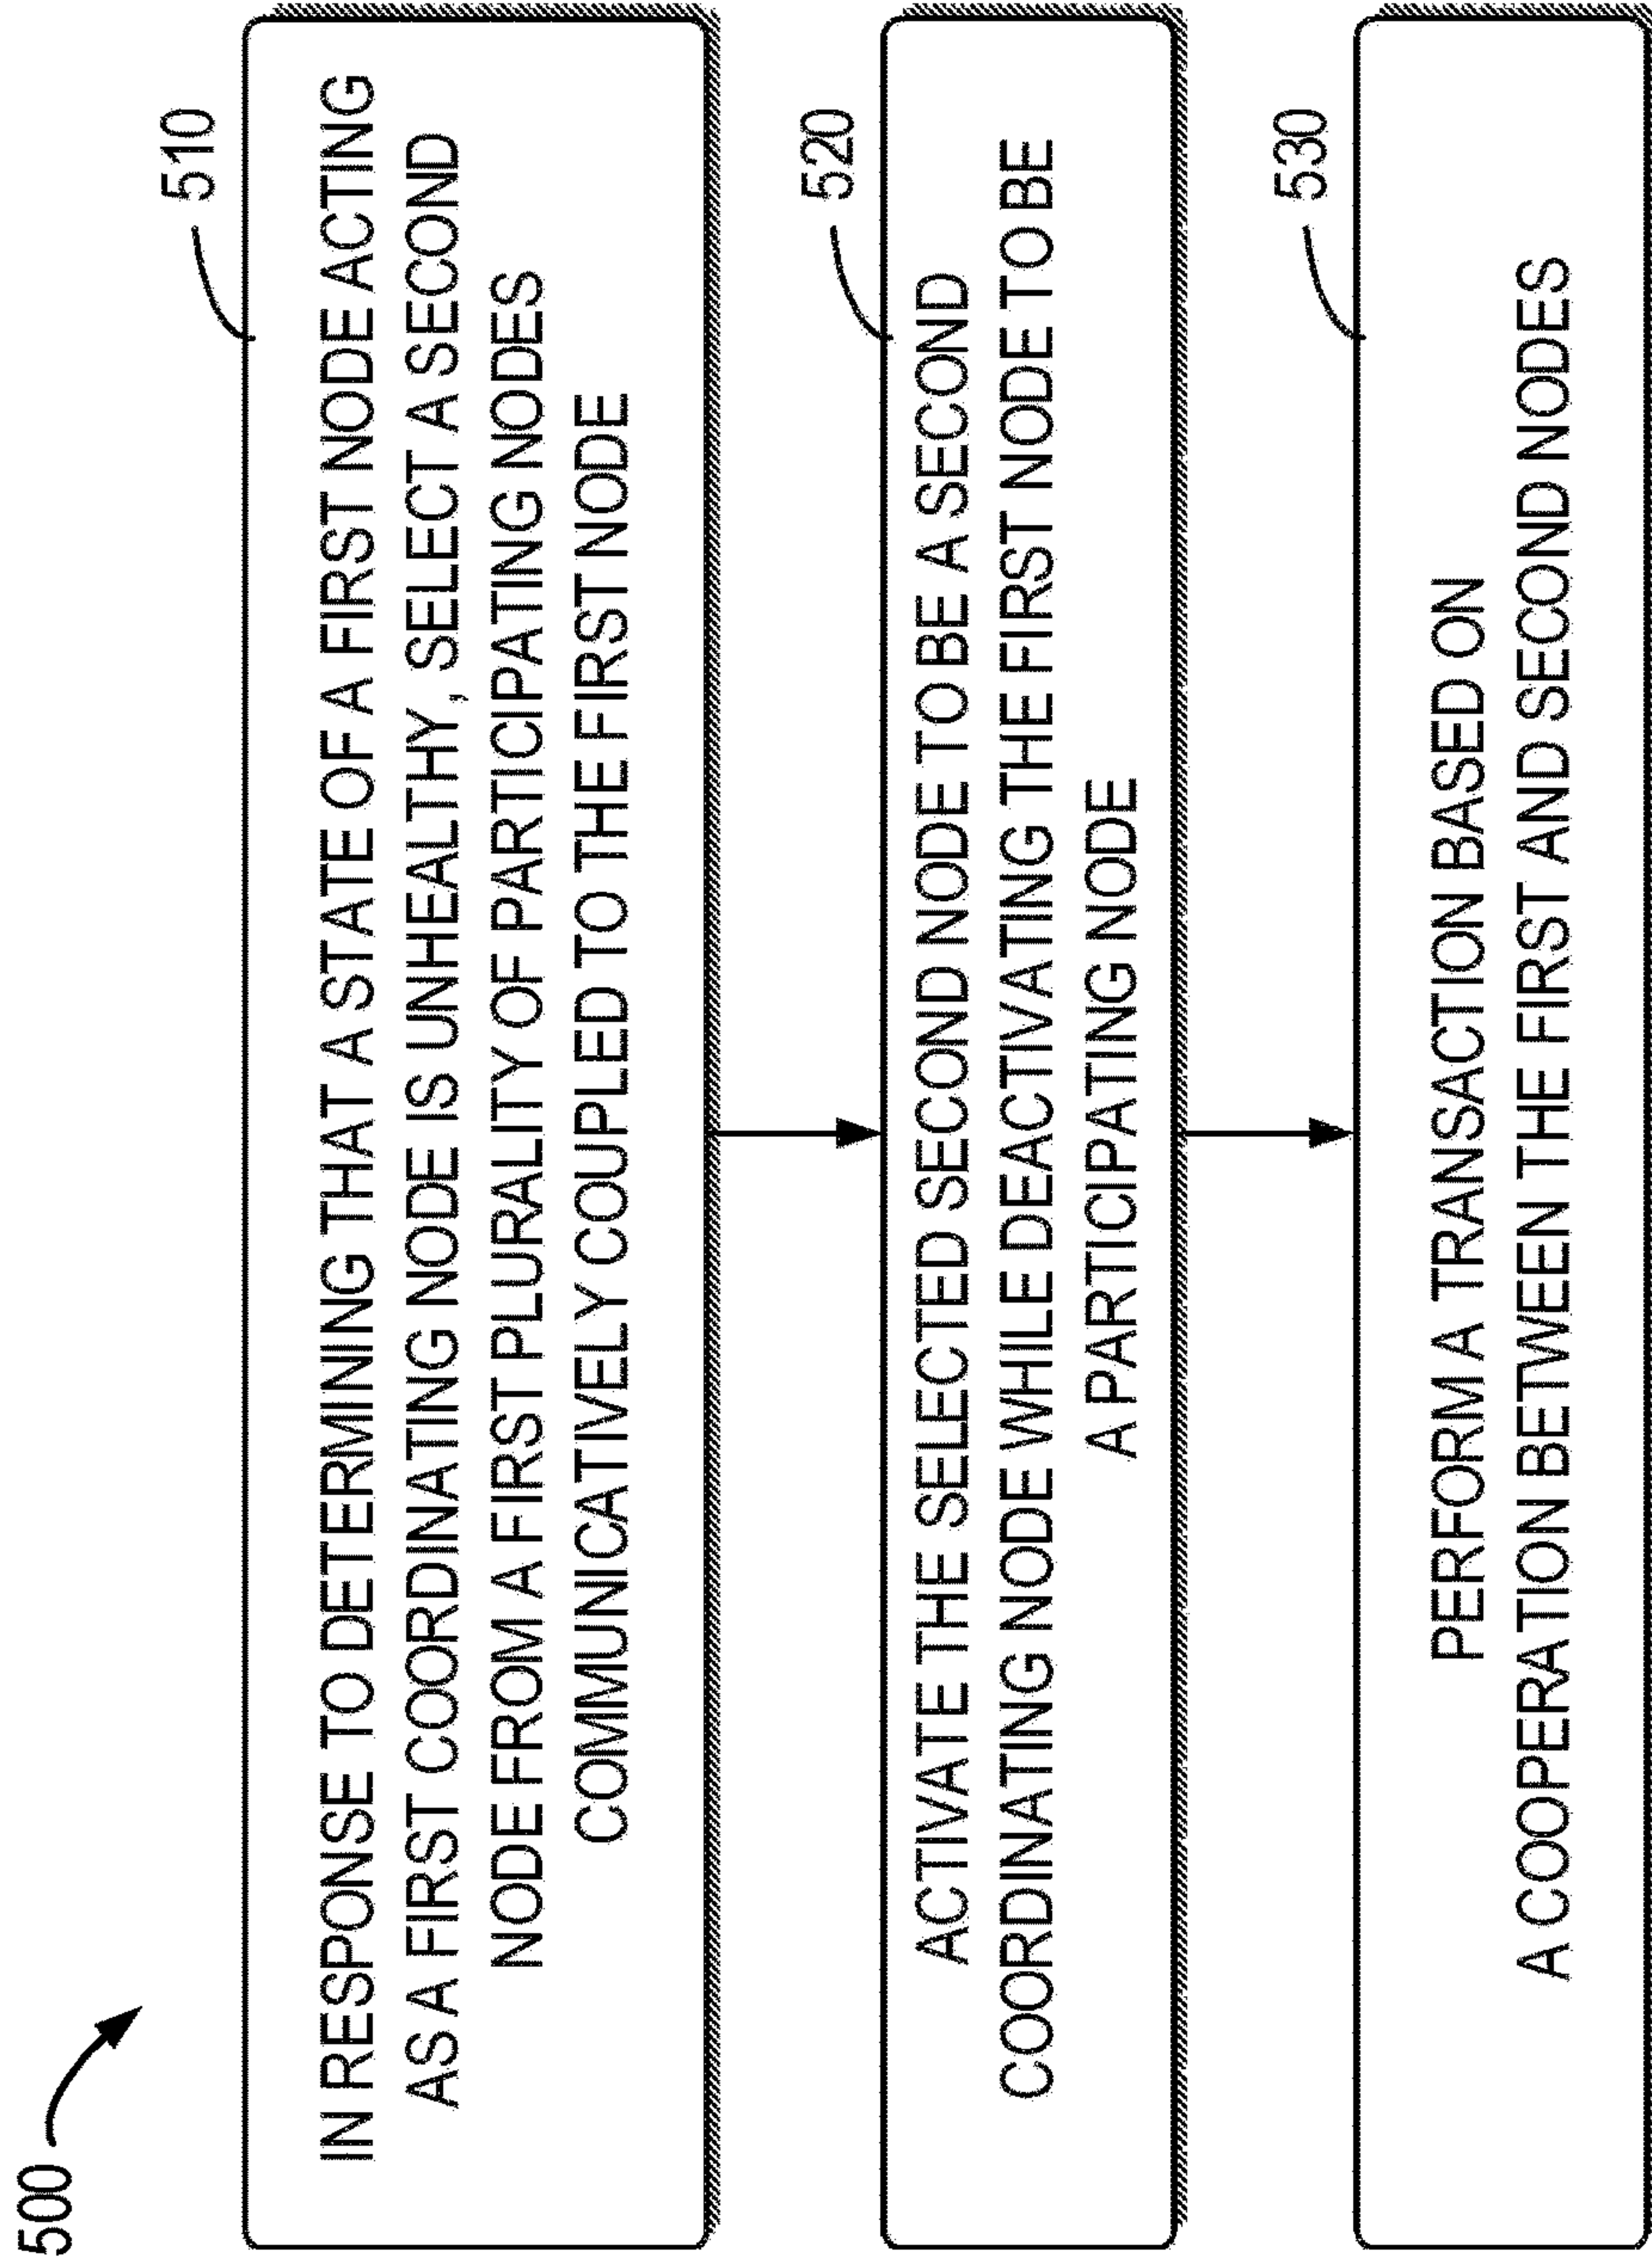 500
510
IN RESPONSE TO DETERMINING THAT A STATE OF A FIRST NODE ACTING
AS A FIRST COORDINATING NODE IS UNHEALTHY, SELECT A SECOND
NODE FROM A FIRST PLURALITY OF PARTICIPATING NODES
COMMUNICATIVELY COUPLED TO THE FIRST NODE
520
ACTIVATE THE SELECTED SECOND NODE TO BE A SECOND
COORDINATING NODE WHILE DEACTIVATING THE FIRST NODE TO BE
A PARTICIPATING NODE
530
PERFORM A TRANSACTION BASED ON
A COOPERATION BETWEEN THE FIRST AND SECOND NODES